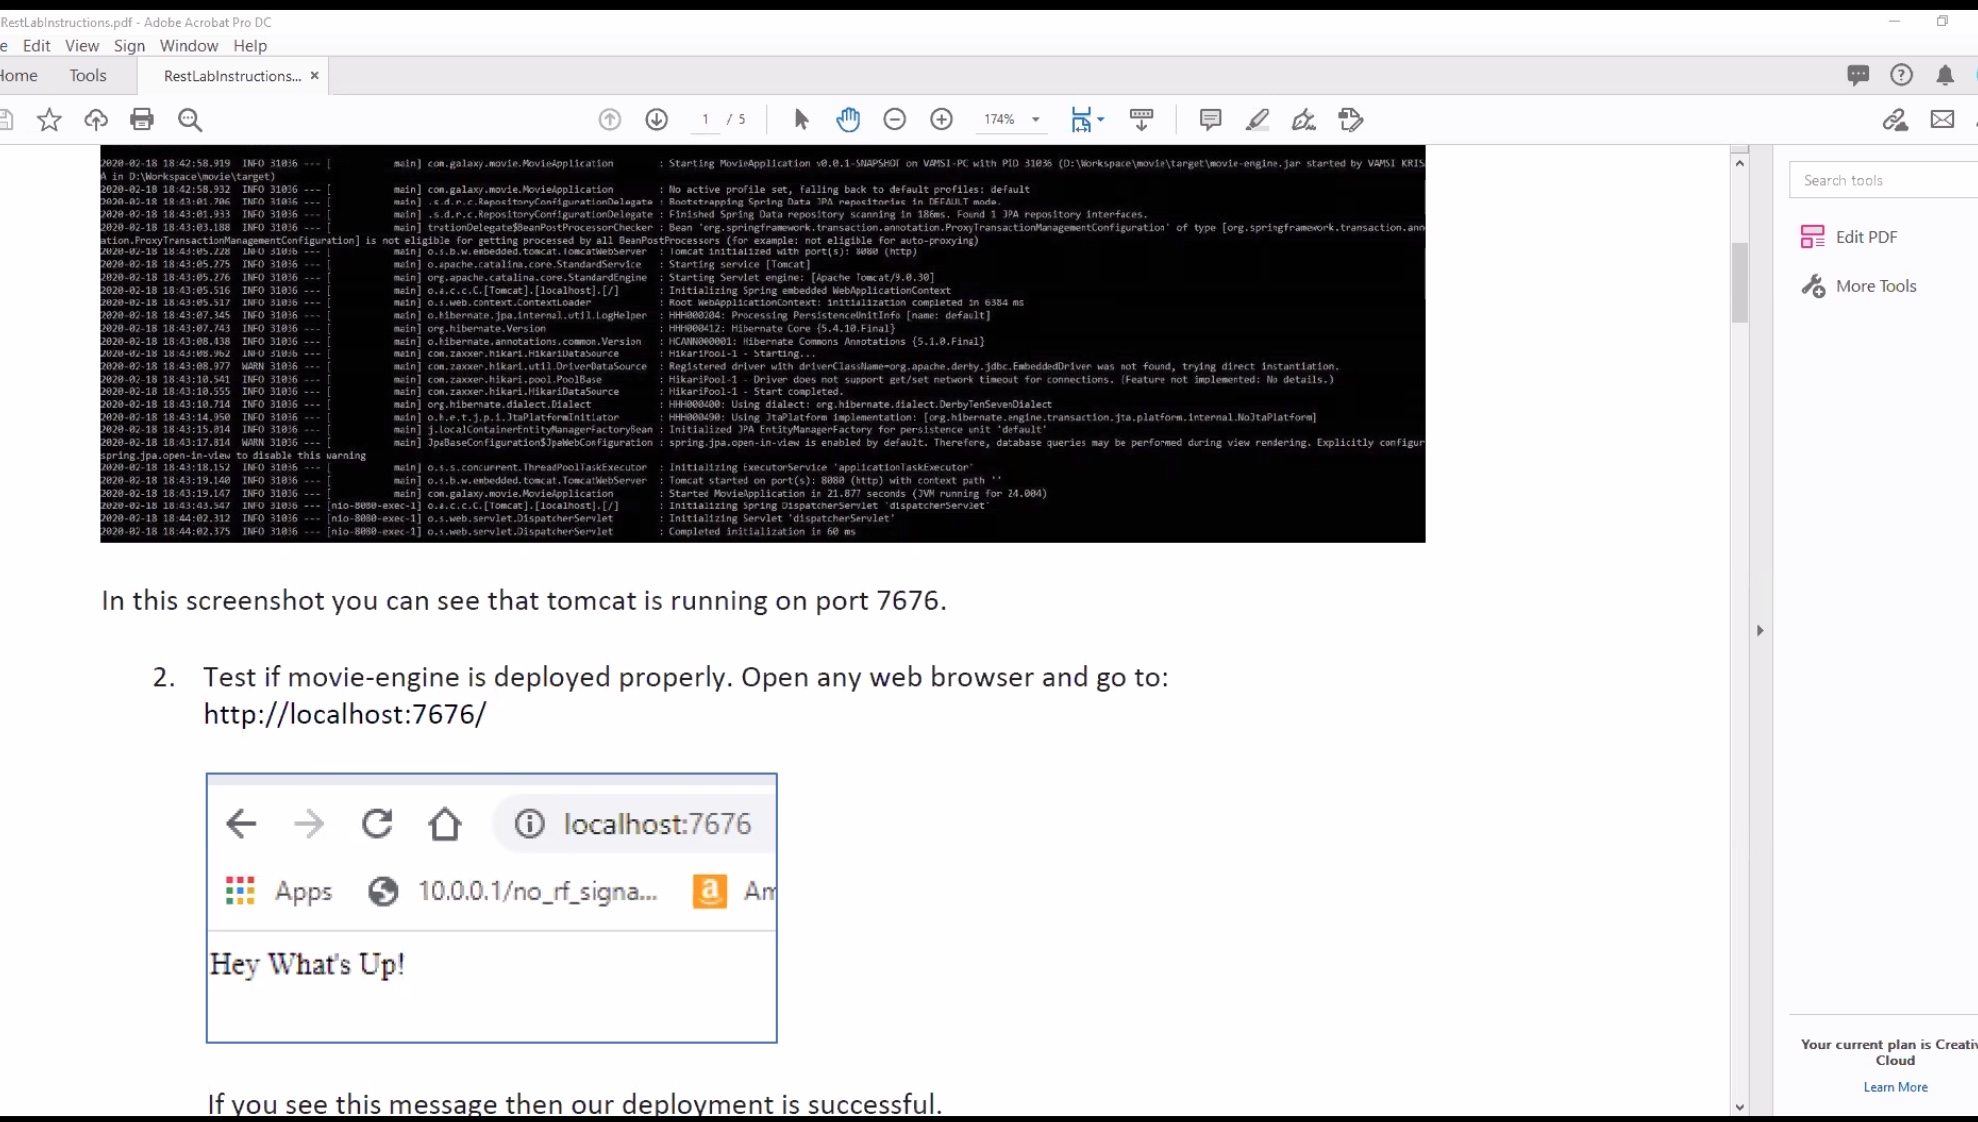 RestLabInstructions.pdf - Adobe Acrobat Pro DC
Edit View Sign Window Help
Home Tools RestLabInstructions... ×
1 / 5 174%
2020-02-18 18:42:58.919 INFO 31036 --- [ main] com.galaxy.movie.MovieApplication : Starting MovieApplication v0.0.1-SNAPSHOT on VAMSI-PC with PID 31036 (D:\Workspace\movie\target\movie-engine.jar started by VAMSI KRIS
A in D:\Workspace\movie\target)
2020-02-18 18:42:58.932 INFO 31036 --- [ main] com.galaxy.movie.MovieApplication : No active profile set, falling back to default profiles: default
2020-02-18 18:43:01.706 INFO 31036 --- [ main] .s.d.r.c.RepositoryConfigurationDelegate : Bootstrapping Spring Data JPA repositories in DEFAULT mode.
2020-02-18 18:43:01.933 INFO 31036 --- [ main] .s.d.r.c.RepositoryConfigurationDelegate : Finished Spring Data repository scanning in 186ms. Found 1 JPA repository interfaces.
2020-02-18 18:43:03.188 INFO 31036 --- [ main] trationDelegate$BeanPostProcessorChecker : Bean 'org.springframework.transaction.annotation.ProxyTransactionManagementConfiguration' of type [org.springframework.transaction.ann
ation.ProxyTransactionManagementConfiguration] is not eligible for getting processed by all BeanPostProcessors (for example: not eligible for auto-proxying)
2020-02-18 18:43:05.228 INFO 31036 --- [ main] o.s.b.w.embedded.tomcat.TomcatWebServer : Tomcat initialized with port(s): 8080 (http)
2020-02-18 18:43:05.275 INFO 31036 --- [ main] o.apache.catalina.core.StandardService : Starting service [Tomcat]
2020-02-18 18:43:05.276 INFO 31036 --- [ main] org.apache.catalina.core.StandardEngine : Starting Servlet engine: [Apache Tomcat/9.0.30]
2020-02-18 18:43:05.516 INFO 31036 --- [ main] o.a.c.c.C.[Tomcat].[localhost].[/] : Initializing Spring embedded WebApplicationContext
2020-02-18 18:43:05.517 INFO 31036 --- [ main] o.s.web.context.ContextLoader : Root WebApplicationContext: initialization completed in 6384 ms
2020-02-18 18:43:07.345 INFO 31036 --- [ main] o.hibernate.jpa.internal.util.LogHelper : HHH000204: Processing PersistenceUnitInfo [name: default]
2020-02-18 18:43:07.743 INFO 31036 --- [ main] org.hibernate.Version : HHH000412: Hibernate Core {5.4.10.Final}
2020-02-18 18:43:08.438 INFO 31036 --- [ main] o.hibernate.annotations.common.Version : HCANN000001: Hibernate Commons Annotations {5.1.0.Final}
2020-02-18 18:43:08.962 INFO 31036 --- [ main] com.zaxxer.hikari.HikariDataSource : HikariPool-1 - Starting...
2020-02-18 18:43:08.977 WARN 31036 --- [ main] com.zaxxer.hikari.util.DriverDataSource : Registered driver with driverClassName=org.apache.derby.jdbc.EmbeddedDriver was not found, trying direct instantiation.
2020-02-18 18:43:10.541 INFO 31036 --- [ main] com.zaxxer.hikari.pool.PoolBase : HikariPool-1 - Driver does not support get/set network timeout for connections. (Feature not implemented: No details.)
2020-02-18 18:43:10.555 INFO 31036 --- [ main] com.zaxxer.hikari.HikariDataSource : HikariPool-1 - Start completed.
2020-02-18 18:43:10.714 INFO 31036 --- [ main] org.hibernate.dialect.Dialect : HHH000400: Using dialect: org.hibernate.dialect.DerbyTenSevenDialect
2020-02-18 18:43:14.950 INFO 31036 --- [ main] o.h.e.t.j.p.i.JtaPlatformInitiator : HHH000490: Using JtaPlatform implementation: [org.hibernate.engine.transaction.jta.platform.internal.NoJtaPlatform]
2020-02-18 18:43:15.014 INFO 31036 --- [ main] j.LocalContainerEntityManagerFactoryBean : Initialized JPA EntityManagerFactory for persistence unit 'default'
2020-02-18 18:43:17.814 WARN 31036 --- [ main] JpaBaseConfiguration$JpaWebConfiguration : spring.jpa.open-in-view is enabled by default. Therefore, database queries may be performed during view rendering. Explicitly configur
spring.jpa.open-in-view to disable this warning
2020-02-18 18:43:18.152 INFO 31036 --- [ main] o.s.s.concurrent.ThreadPoolTaskExecutor : Initializing ExecutorService 'applicationTaskExecutor'
2020-02-18 18:43:19.140 INFO 31036 --- [ main] o.s.b.w.embedded.tomcat.TomcatWebServer : Tomcat started on port(s): 8080 (http) with context path ''
2020-02-18 18:43:19.147 INFO 31036 --- [ main] com.galaxy.movie.MovieApplication : Started MovieApplication in 21.877 seconds (JVM running for 24.004)
2020-02-18 18:43:43.547 INFO 31036 --- [nio-8080-exec-1] o.a.c.c.C.[Tomcat].[localhost].[/] : Initializing Spring DispatcherServlet 'dispatcherServlet'
2020-02-18 18:44:02.312 INFO 31036 --- [nio-8080-exec-1] o.s.web.servlet.DispatcherServlet : Initializing Servlet 'dispatcherServlet'
2020-02-18 18:44:02.375 INFO 31036 --- [nio-8080-exec-1] o.s.web.servlet.DispatcherServlet : Completed initialization in 60 ms
In this screenshot you can see that tomcat is running on port 7676.
2. Test if movie-engine is deployed properly. Open any web browser and go to:
http://localhost:7676/
localhost:7676
Apps 10.0.0.1/no_rf_signa... Am
Hey What's Up!
If you see this message then our deployment is successful.
Search tools
Edit PDF
More Tools
Your current plan is Creativ
Cloud
Learn More